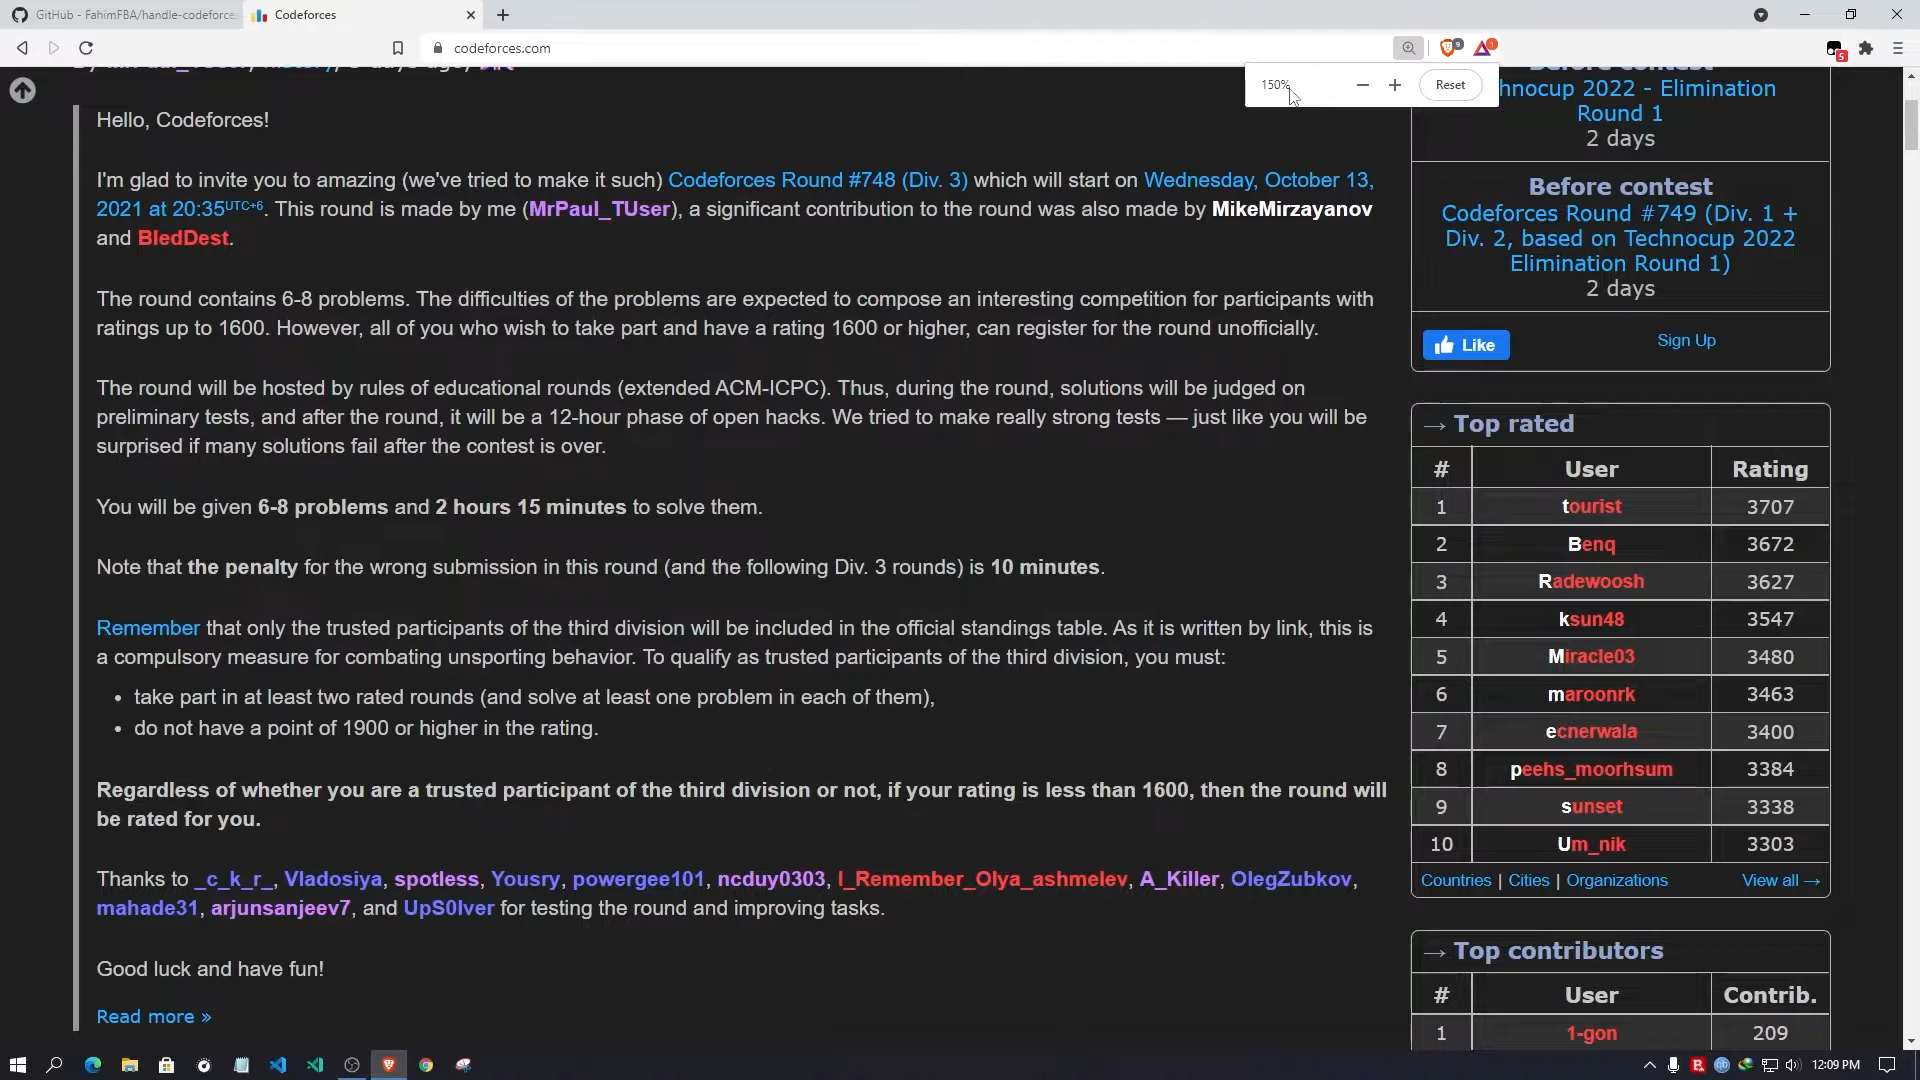 GitHub - FahimFBA/handle-codeforce
Codeforces
codeforces.com
9
1
5
150%
Reset
Hello, Codeforces!
I'm glad to invite you to amazing (we've tried to make it such) Codeforces Round #748 (Div. 3) which will start on Wednesday, October 13,
2021 at 20:35UTC+6. This round is made by me (MrPaul_TUser), a significant contribution to the round was also made by MikeMirzayanov
and BledDest.
The round contains 6-8 problems. The difficulties of the problems are expected to compose an interesting competition for participants with
ratings up to 1600. However, all of you who wish to take part and have a rating 1600 or higher, can register for the round unofficially.
The round will be hosted by rules of educational rounds (extended ACM-ICPC). Thus, during the round, solutions will be judged on
preliminary tests, and after the round, it will be a 12-hour phase of open hacks. We tried to make really strong tests — just like you will be
surprised if many solutions fail after the contest is over.
You will be given 6-8 problems and 2 hours 15 minutes to solve them.
Note that the penalty for the wrong submission in this round (and the following Div. 3 rounds) is 10 minutes.
Remember that only the trusted participants of the third division will be included in the official standings table. As it is written by link, this is
a compulsory measure for combating unsporting behavior. To qualify as trusted participants of the third division, you must:
• take part in at least two rated rounds (and solve at least one problem in each of them),
• do not have a point of 1900 or higher in the rating.
Regardless of whether you are a trusted participant of the third division or not, if your rating is less than 1600, then the round will
be rated for you.
Thanks to _c_k_r_, Vladosiya, spotless, Yousry, powergee101, ncduy0303, I_Remember_Olya_ashmelev, A_Killer, OlegZubkov,
mahade31, arjunsanjeev7, and UpS0lver for testing the round and improving tasks.
Good luck and have fun!
Read more »
Before contest
hnocup 2022 - Elimination
Round 1
2 days
Before contest
Codeforces Round #749 (Div. 1 +
Div. 2, based on Technocup 2022
Elimination Round 1)
2 days
Like
Sign Up
→ Top rated
# User Rating
1 tourist 3707
2 Benq 3672
3 Radewoosh 3627
4 ksun48 3547
5 Miracle03 3480
6 maroonrk 3463
7 ecnerwala 3400
8 peehs_moorhsum 3384
9 sunset 3338
10 Um_nik 3303
Countries | Cities | Organizations View all →
→ Top contributors
# User Contrib.
1 1-gon 209
12:09 PM